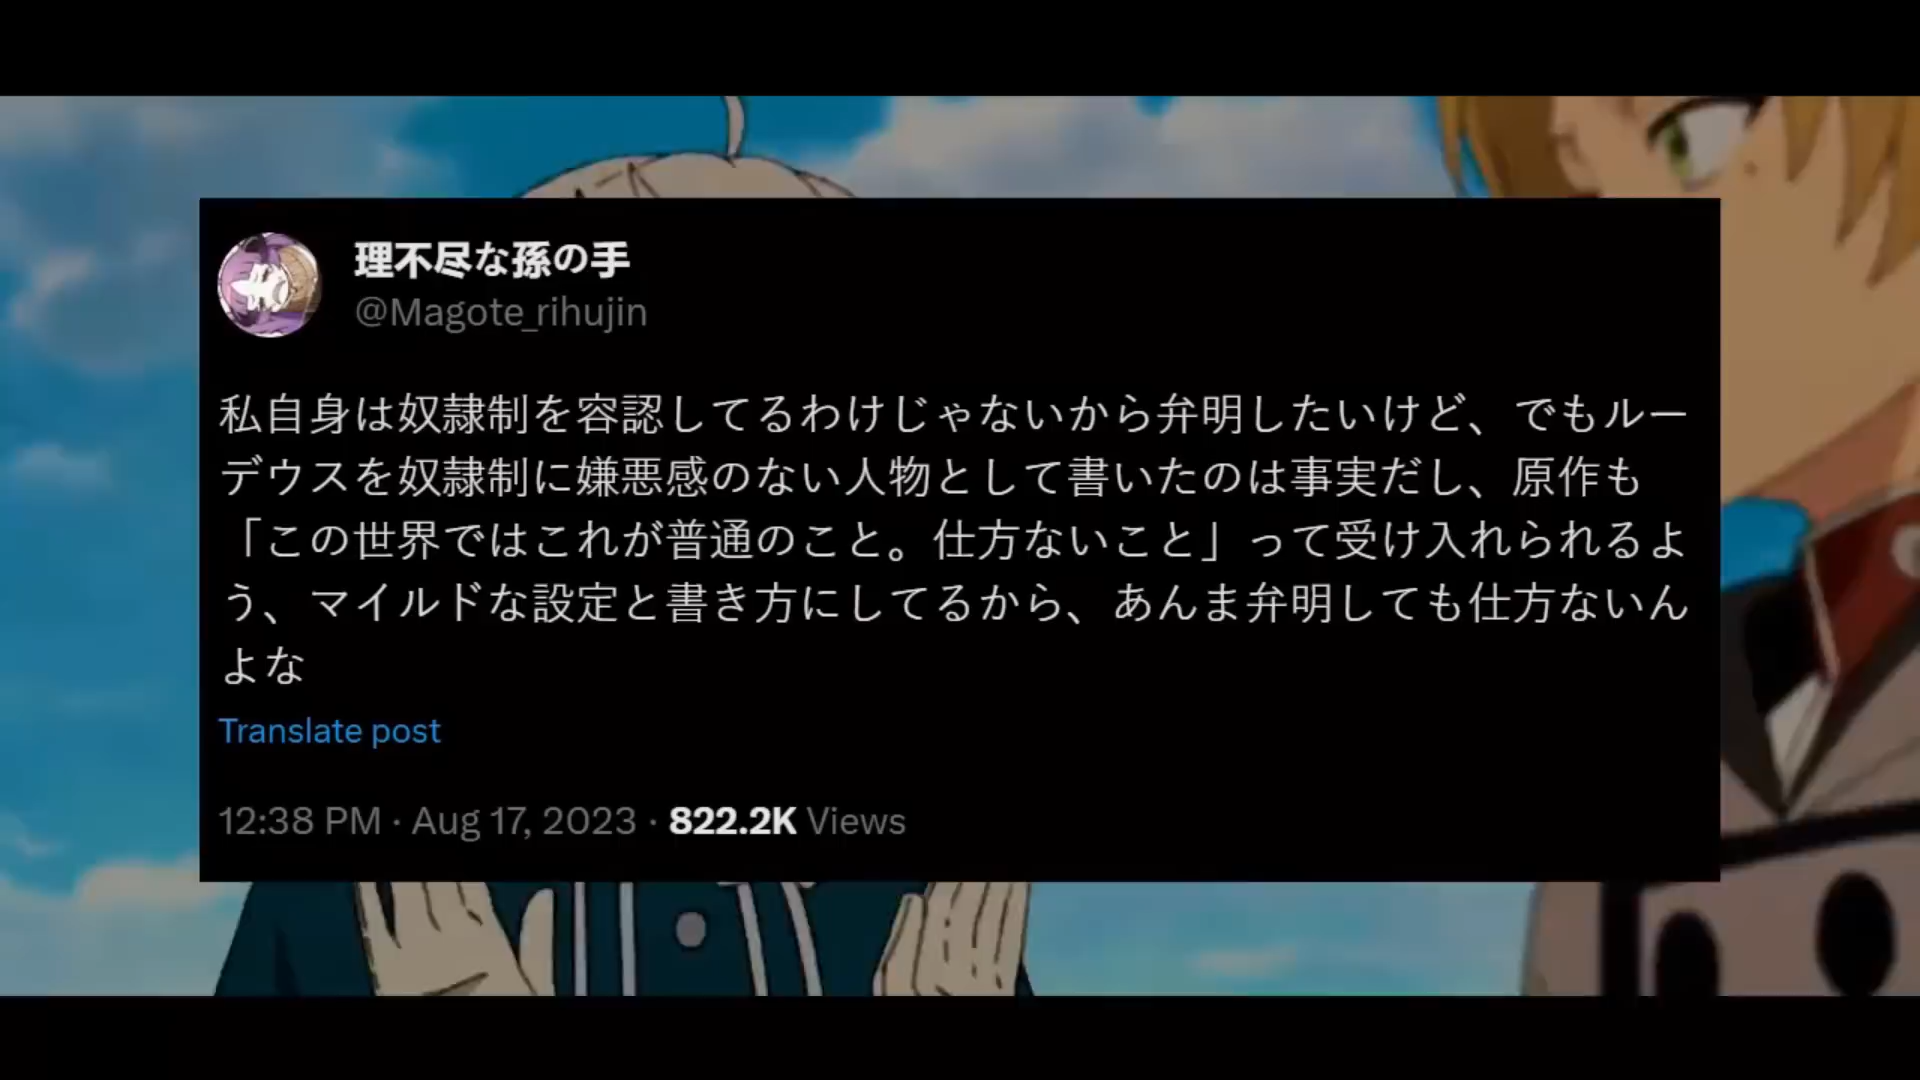 理不尽な孫の手
@Magote_rihujin
私自身は奴隷制を容認してるわけじゃないから弁明したいけど、でもルー
デウスを奴隷制に嫌悪感のない人物として書いたのは事実だし、原作も
「この世界ではこれが普通のこと。仕方ないこと」って受け入れられるよ
う、マイルドな設定と書き方にしてるから、あんま弁明しても仕方ないん
よな
Translate post
12:38 PM · Aug 17, 2023 · 822.2K Views